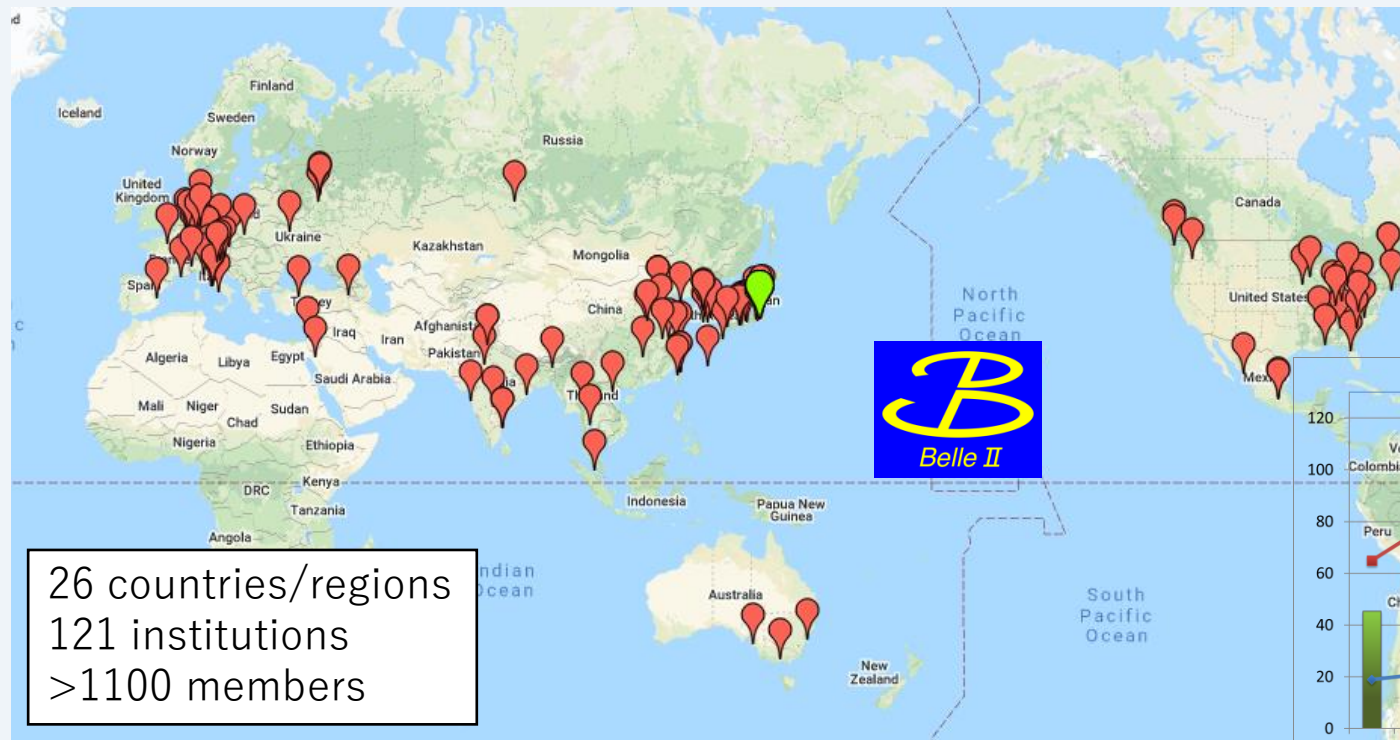 Iceland
Finland
Sweden
Norway
Russia
United
Kingdom
Canada
Ukraine
Kazakhstan
Mongolia
North
Pacific
Ocean
United States
China
Iraq
Iran
Pakistan
Algeria
Libya
Egypt
Saudi Arabia
Mali
Niger
Chad
Sudan
Nigeria
Ethiopia
Belle II
DRC
Kenya
Tanzania
Indonesia
Papua New
Guinea
Angola
Peru
Australia
South
Pacific
Ocean
New
Zealand
26 countries/regions
121 institutions
>1100 members
120
100
80
60
40
20
0